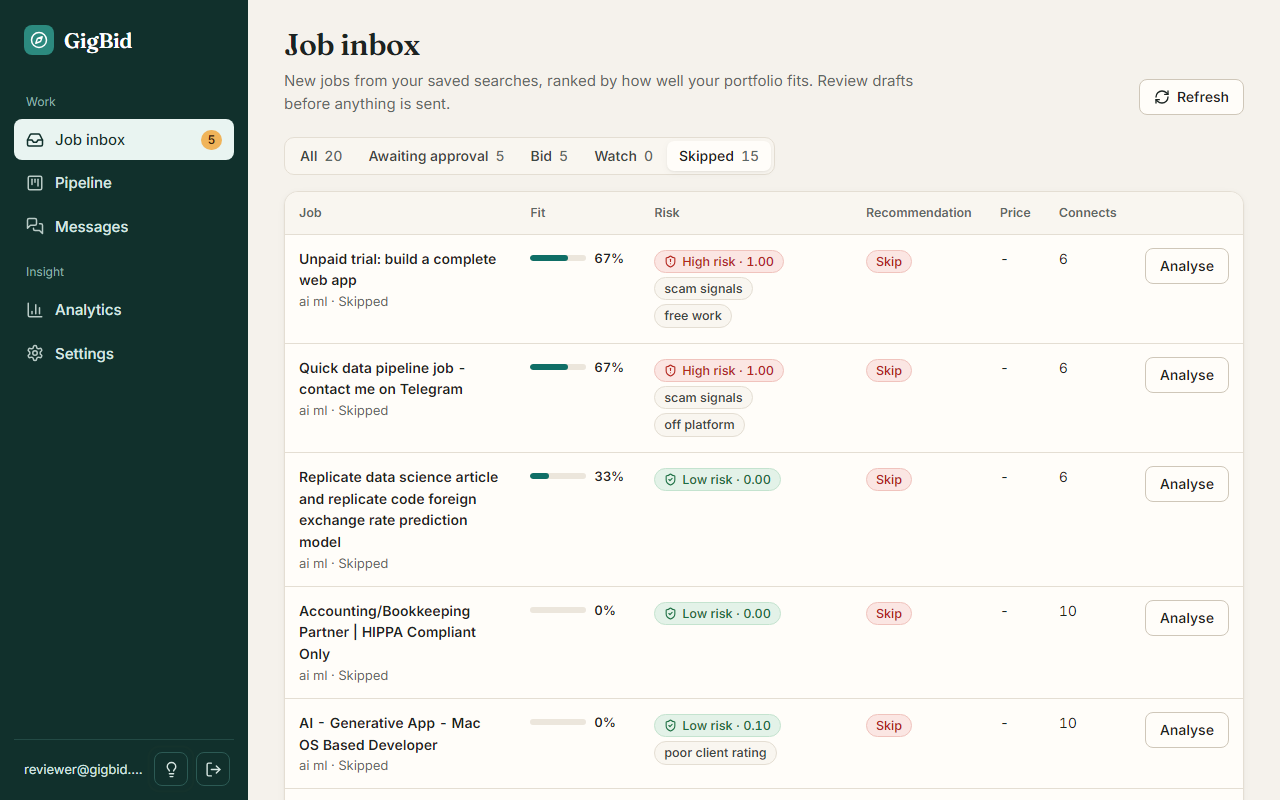 GigBid
Work
Job inbox 5
Pipeline
Messages
Insight
Analytics
Settings
reviewer@gigbid....
Job inbox
New jobs from your saved searches, ranked by how well your portfolio fits. Review drafts
before anything is sent.
Refresh
All 20 Awaiting approval 5 Bid 5 Watch 0 Skipped 15
Job Fit Risk Recommendation Price Connects
Unpaid trial: build a complete 67% High risk · 1.00 Skip - 6 Analyse
web app scam signals
ai ml · Skipped free work
Quick data pipeline job - 67% High risk · 1.00 Skip - 6 Analyse
contact me on Telegram scam signals
ai ml · Skipped off platform
Replicate data science article 33% Low risk · 0.00 Skip - 6 Analyse
and replicate code foreign
exchange rate prediction
model
ai ml · Skipped
Accounting/Bookkeeping 0% Low risk · 0.00 Skip - 10 Analyse
Partner | HIPPA Compliant
Only
ai ml · Skipped
AI - Generative App - Mac 0% Low risk · 0.10 Skip - 10 Analyse
OS Based Developer poor client rating
ai ml · Skipped